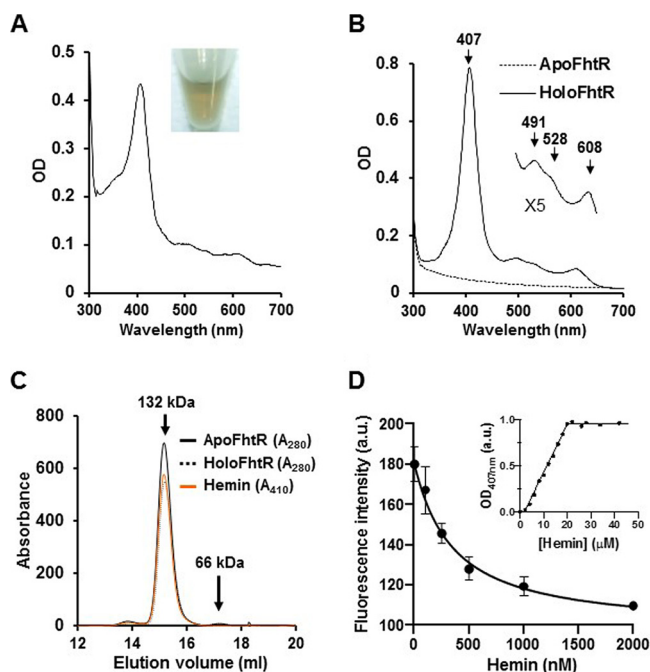 A
OD
0.5
0.4
0.3
0.2
0.1
0
300 400 500 600 700
Wavelength (nm)
B
407
ApoFhtR
HoloFhtR
491
528
608
X5
OD
0.8
0.6
0.4
0.2
0
300 400 500 600 700
Wavelength (nm)
C
132 kDa
ApoFhtR (A280)
HoloFhtR (A280)
Hemin (A410)
66 kDa
Absorbance
800
600
400
200
0
12 14 16 18 20
Elution volume (ml)
D
Fluorescence intensity (a.u.)
200
180
160
140
120
100
0 500 1000 1500 2000
Hemin (nM)
OD407nm (a.u.)
1.0
0.5
0.0
0 10 20 30 40 50
[Hemin] (µM)